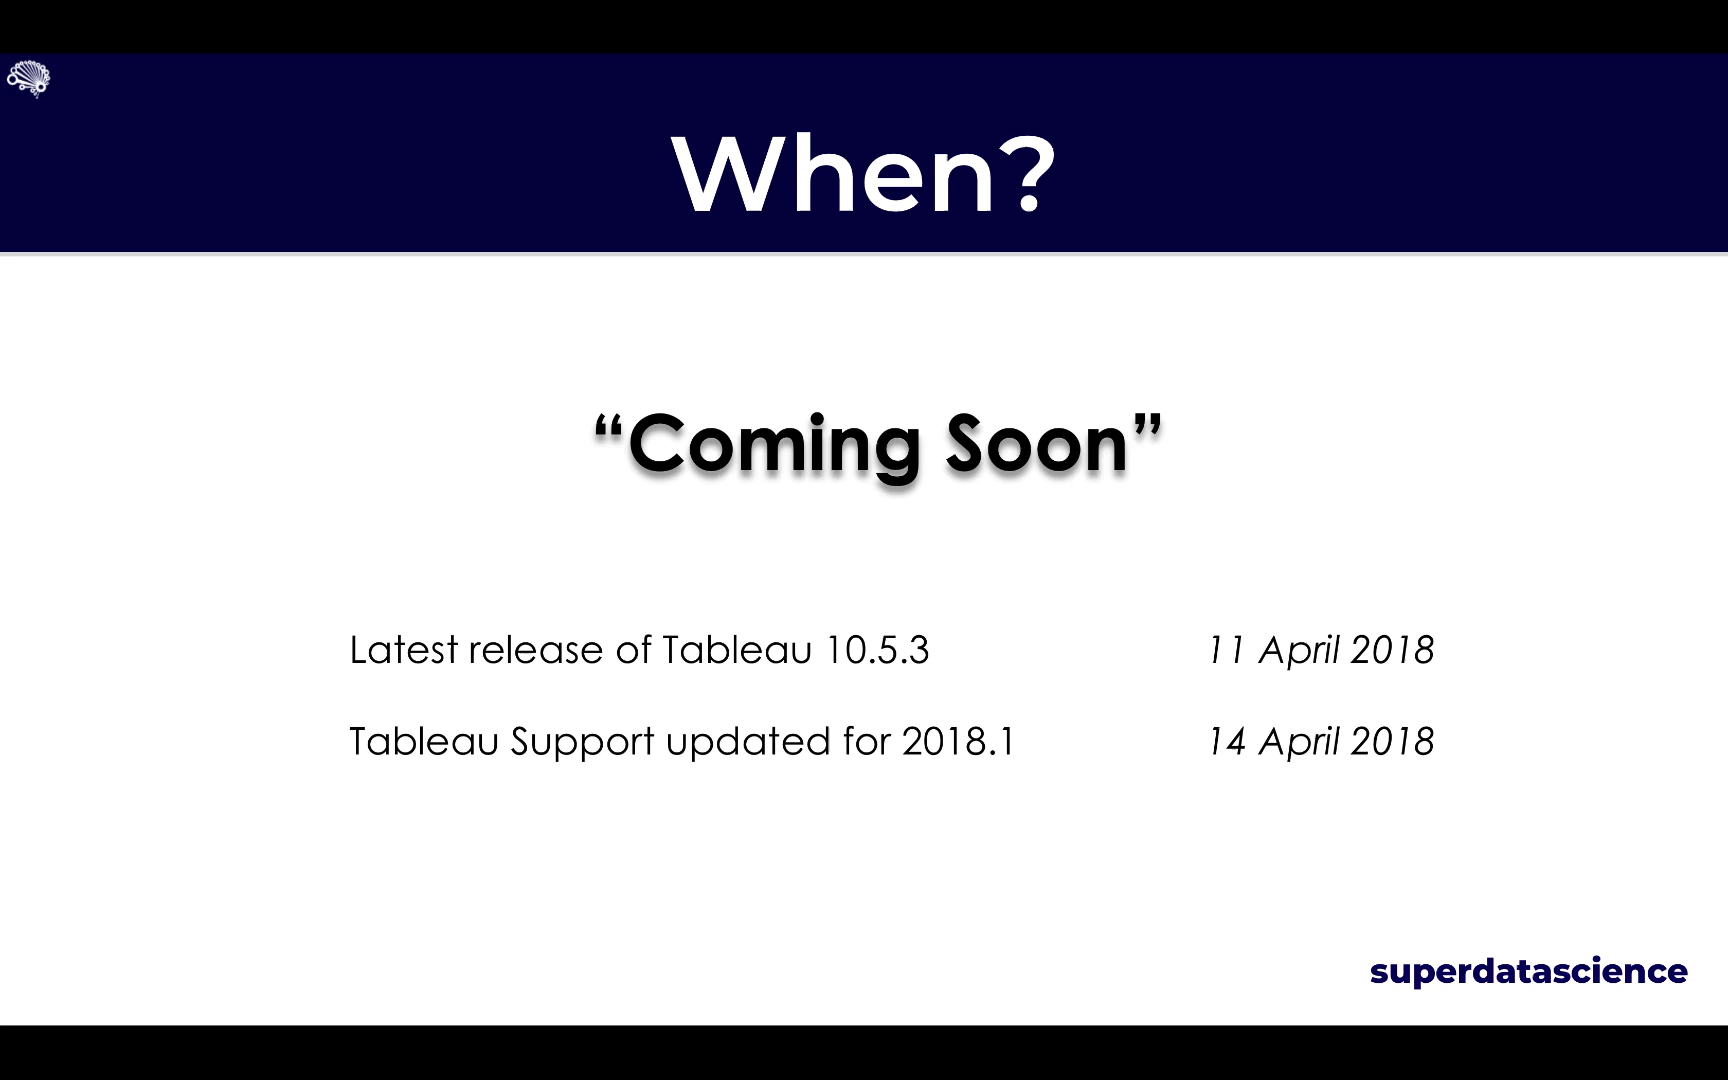 When?
“Coming Soon”
Latest release of Tableau 10.5.3 11 April 2018
Tableau Support updated for 2018.1 14 April 2018
superdatascience